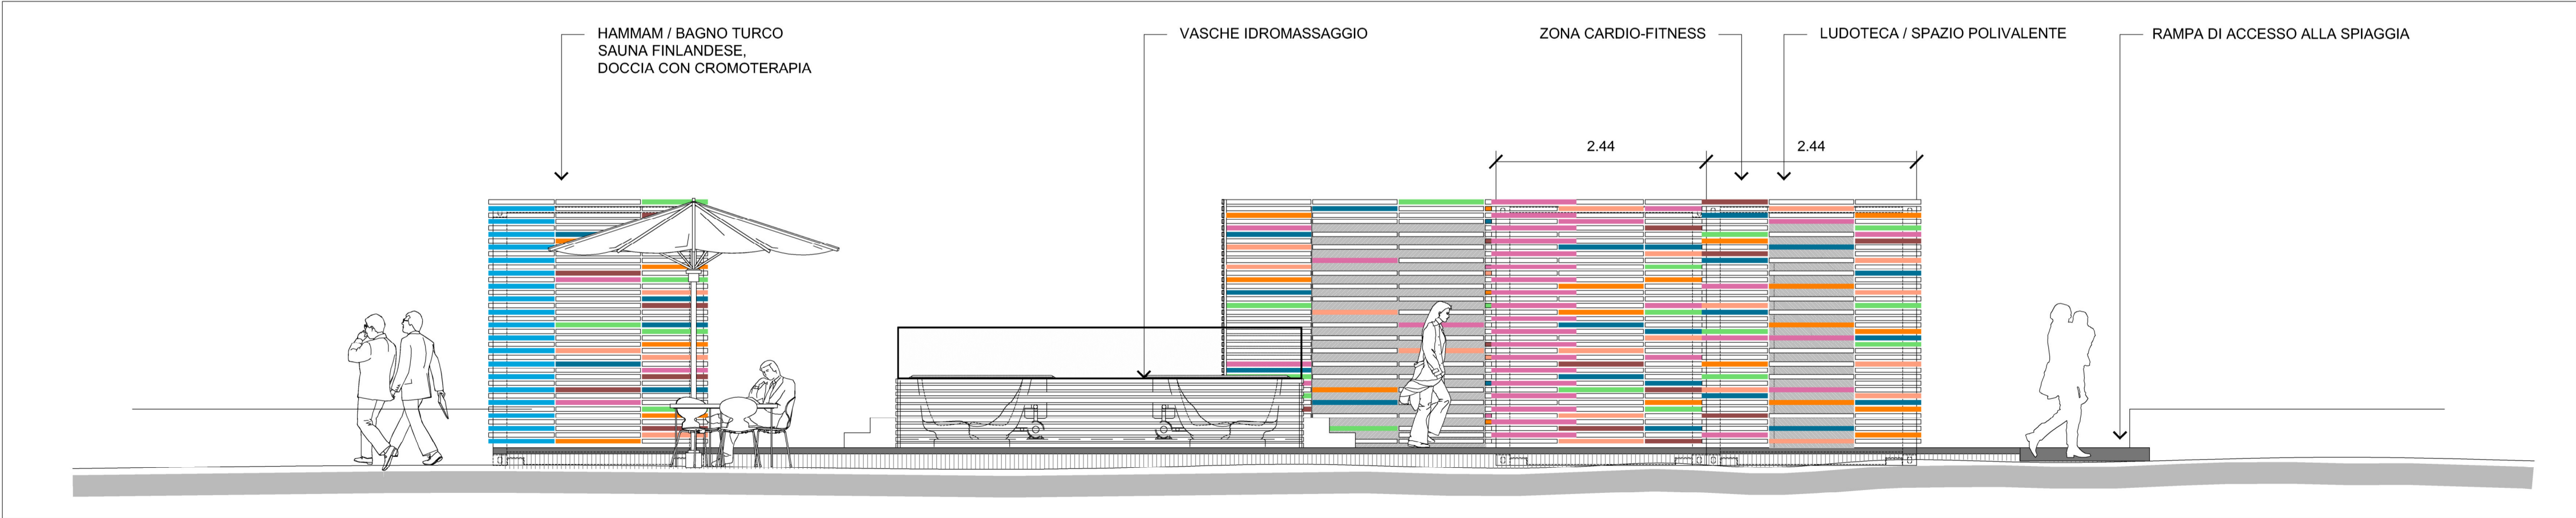 HAMMAM / BAGNO TURCO
SAUNA FINLANDESE,
DOCCIA CON CROMOTERAPIA
VASCHE IDROMASSAGGIO
ZONA CARDIO-FITNESS
LUDOTECA / SPAZIO POLIVALENTE
RAMPA DI ACCESSO ALLA SPIAGGIA
2.44
2.44